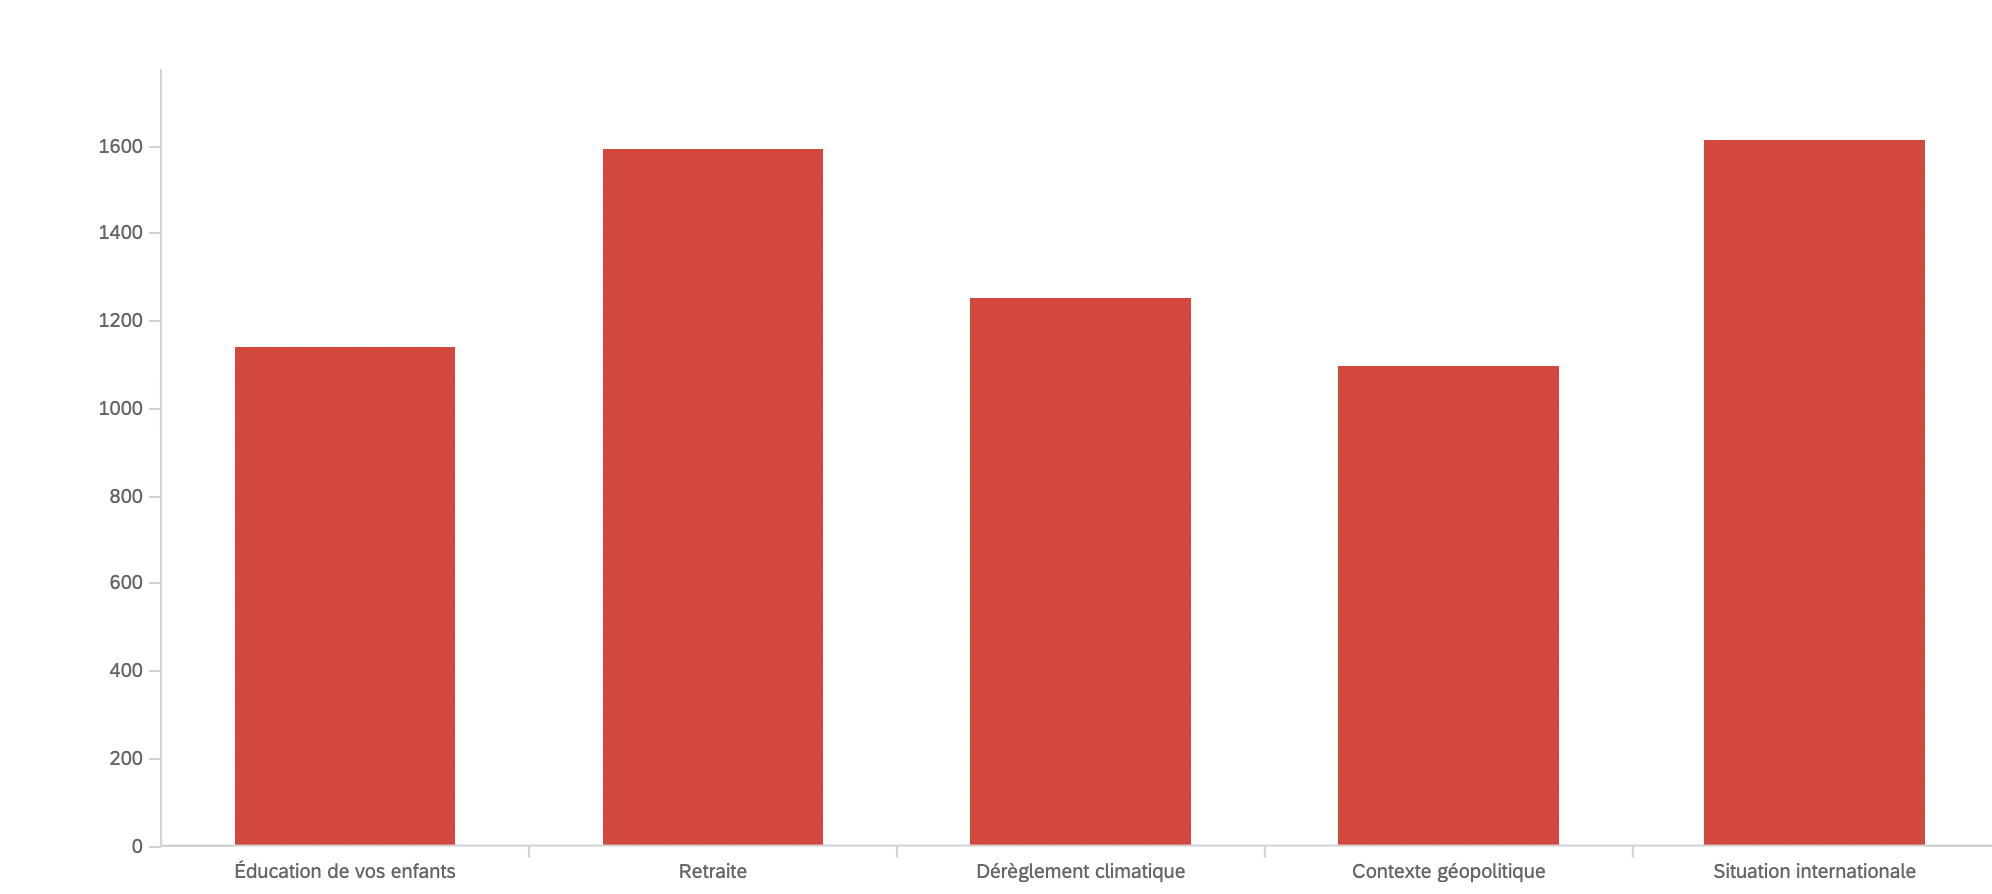 1600
1400
1200
1000
800
600
400
200
0
Éducation de vos enfants
Retraite
Dérèglement climatique
Contexte géopolitique
Situation internationale